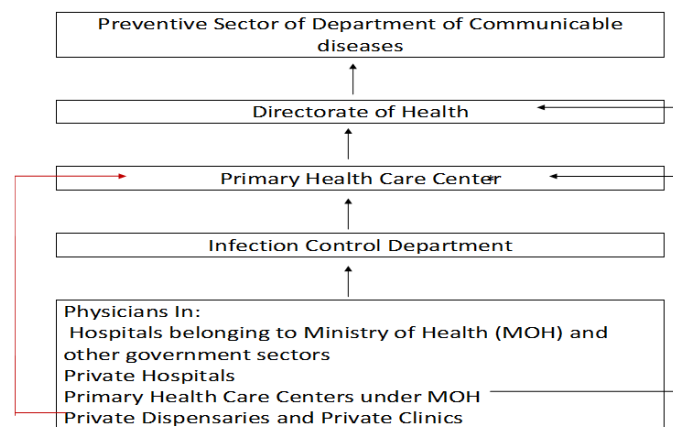 Preventive Sector of Department of Communicable
diseases
Directorate of Health
Primary Health Care Center
Infection Control Department
Physicians In:
Hospitals belonging to Ministry of Health (MOH) and
other government sectors
Private Hospitals
Primary Health Care Centers under MOH
Private Dispensaries and Private Clinics